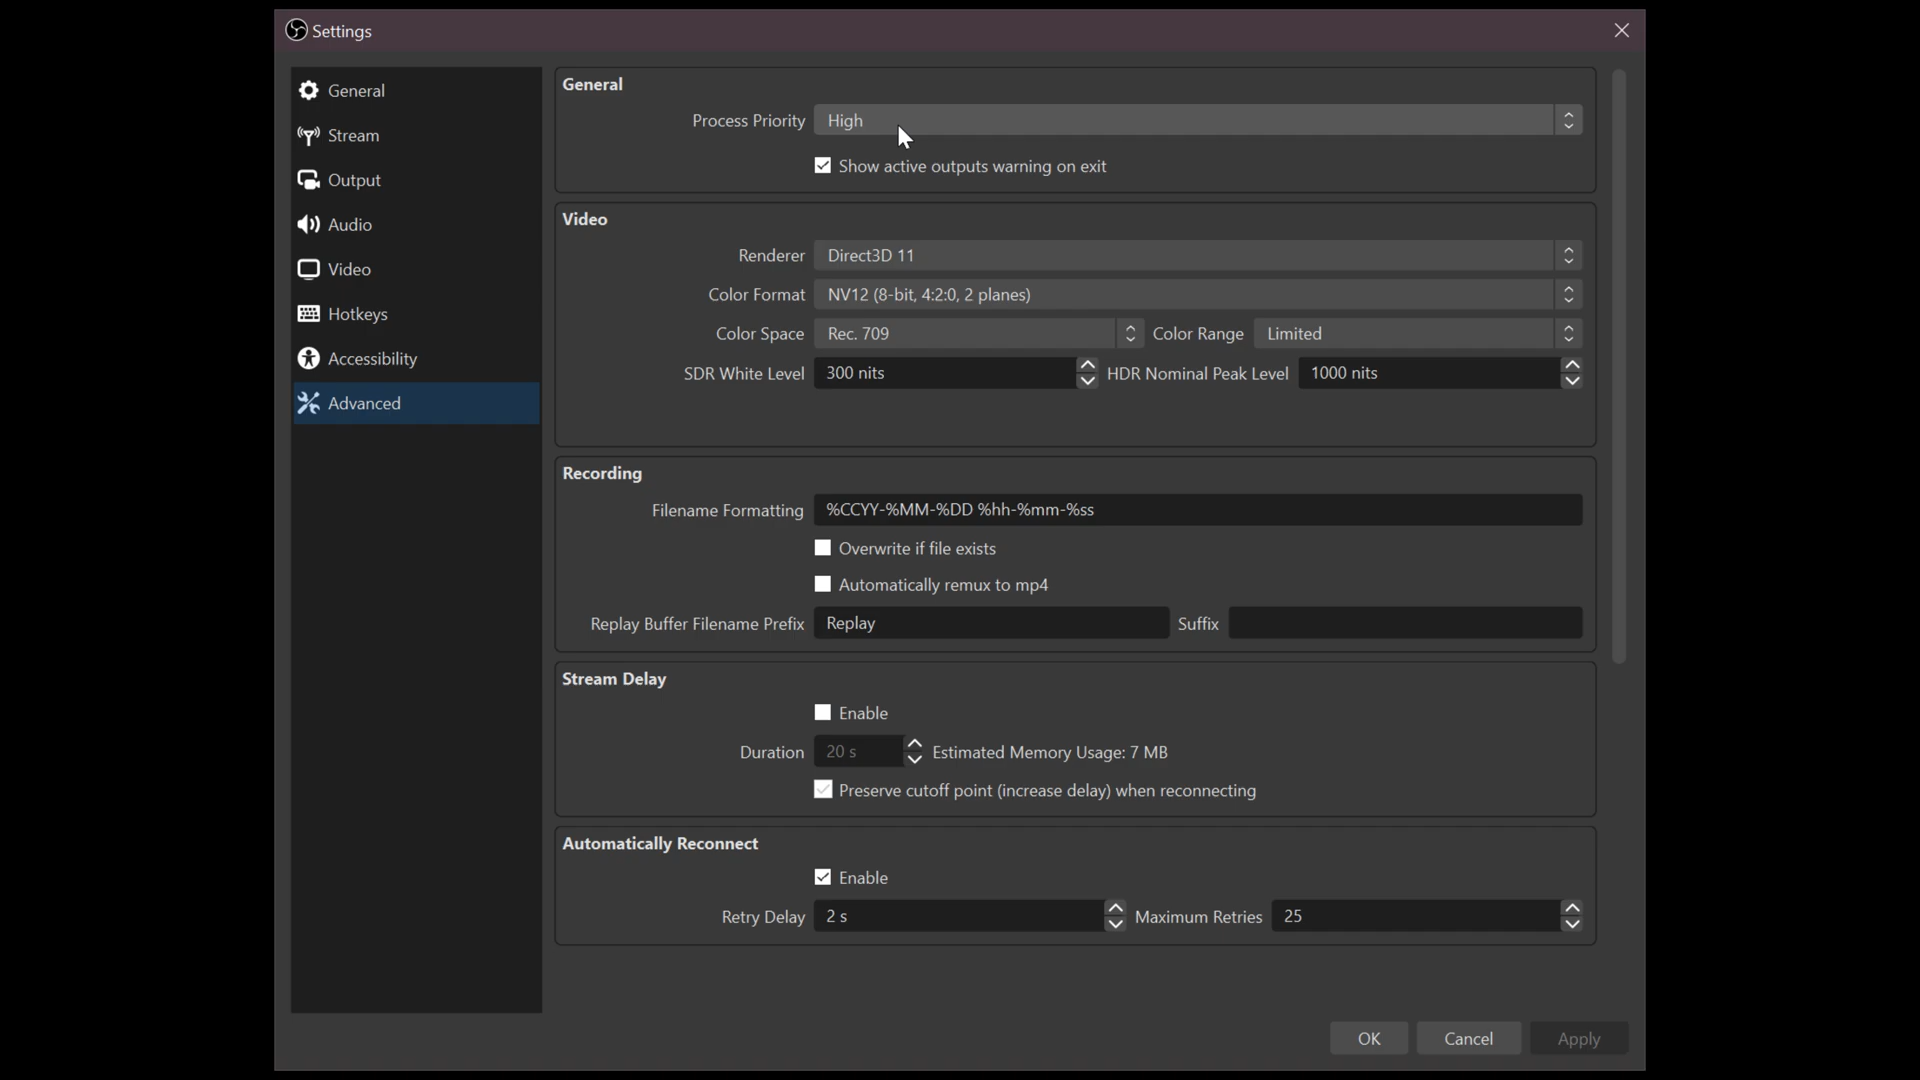 Settings
General
Stream
Output
Audio
Video
Hotkeys
Accessibility
Advanced
General
Process Priority High
Show active outputs warning on exit
Video
Renderer Direct3D 11
Color Format NV12 (8-bit, 4:2:0, 2 planes)
Color Space Rec. 709 Color Range Limited
SDR White Level 300 nits HDR Nominal Peak Level 1000 nits
Recording
Filename Formatting %CCYY-%MM-%DD %hh-%mm-%ss
Overwrite if file exists
Automatically remux to mp4
Replay Buffer Filename Prefix Replay Suffix
Stream Delay
Enable
Duration 20 s Estimated Memory Usage: 7 MB
Preserve cutoff point (increase delay) when reconnecting
Automatically Reconnect
Enable
Retry Delay 2 s Maximum Retries 25
OK Cancel Apply